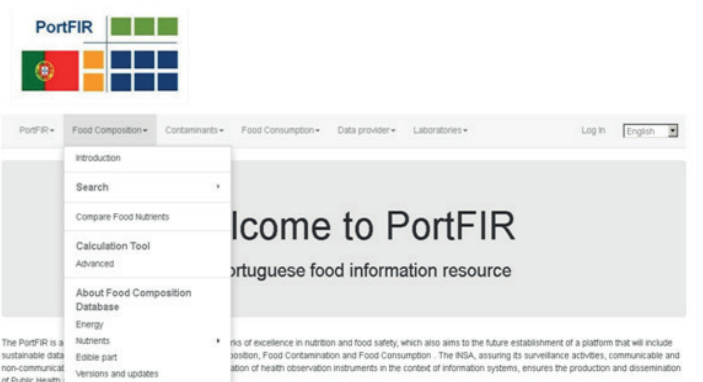 PortFIR
PortFIR Food Composition Contaminants Food Consumption Data provider Laboratories Log In English
Introduction
Search
Compare Food Nutrients
Calculation Tool
Advanced
About Food Composition
Database
Energy
Nutrients
Edible part
Versions and updates
lcome to PortFIR
ortuguese food information resource
The PortFIR is a rks of excellence in nutrition and food safety, which also aims to the future establishment of a platform that will include
sustainable data osition, Food Contamination and Food Consumption . The INSA, assuring its surveillance activities, communicable and
non-communicat ation of health observation instruments in the context of information systems, ensures the production and dissemination
of Public Health